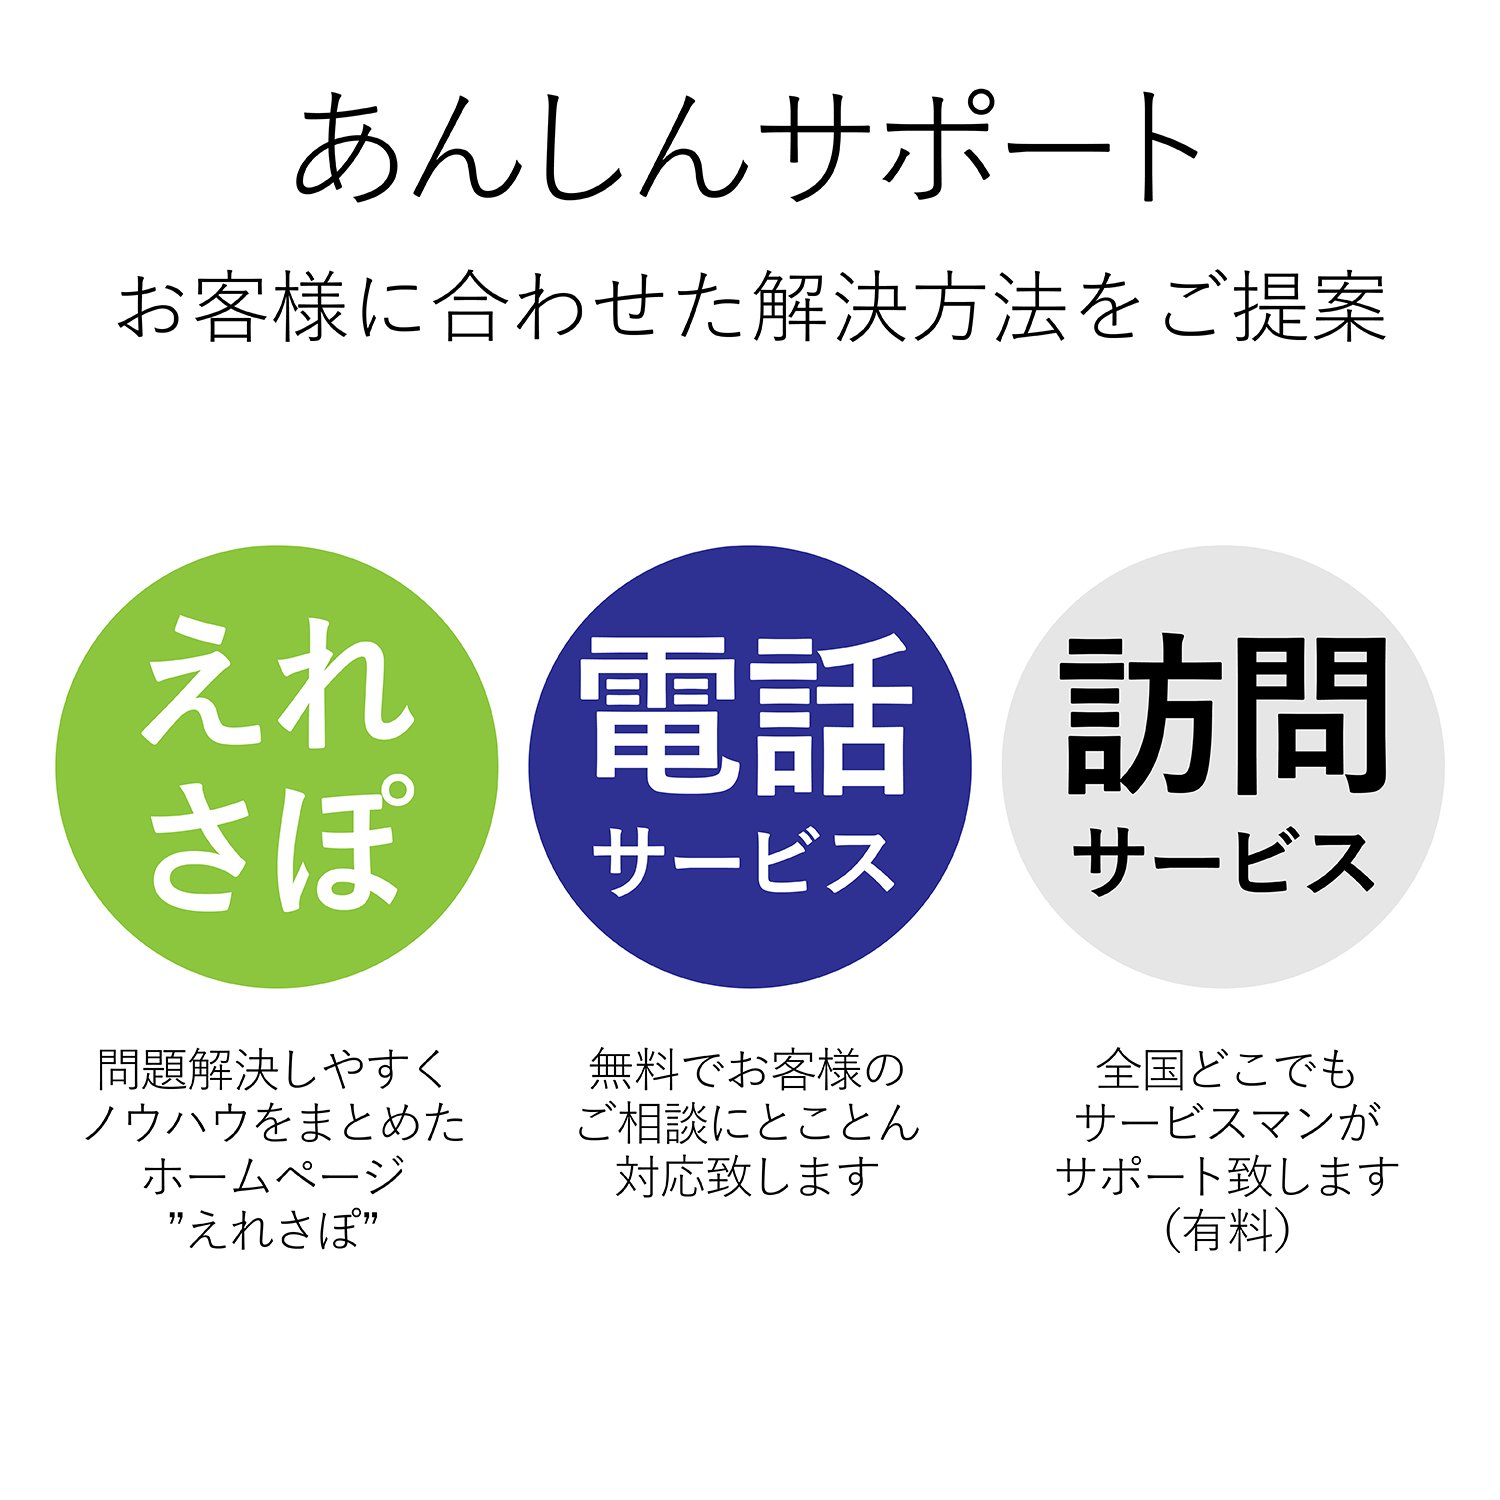 あんしんサポート
お客様に合わせた解決方法をご提案
えれ
さぽ
問題解決しやすく
ノウハウをまとめた
ホームページ
”えれさぽ”
電話
サービス
無料でお客様の
ご相談にとことん
対応致します
訪問
サービス
全国どこでも
サービスマンが
サポート致します
（有料）